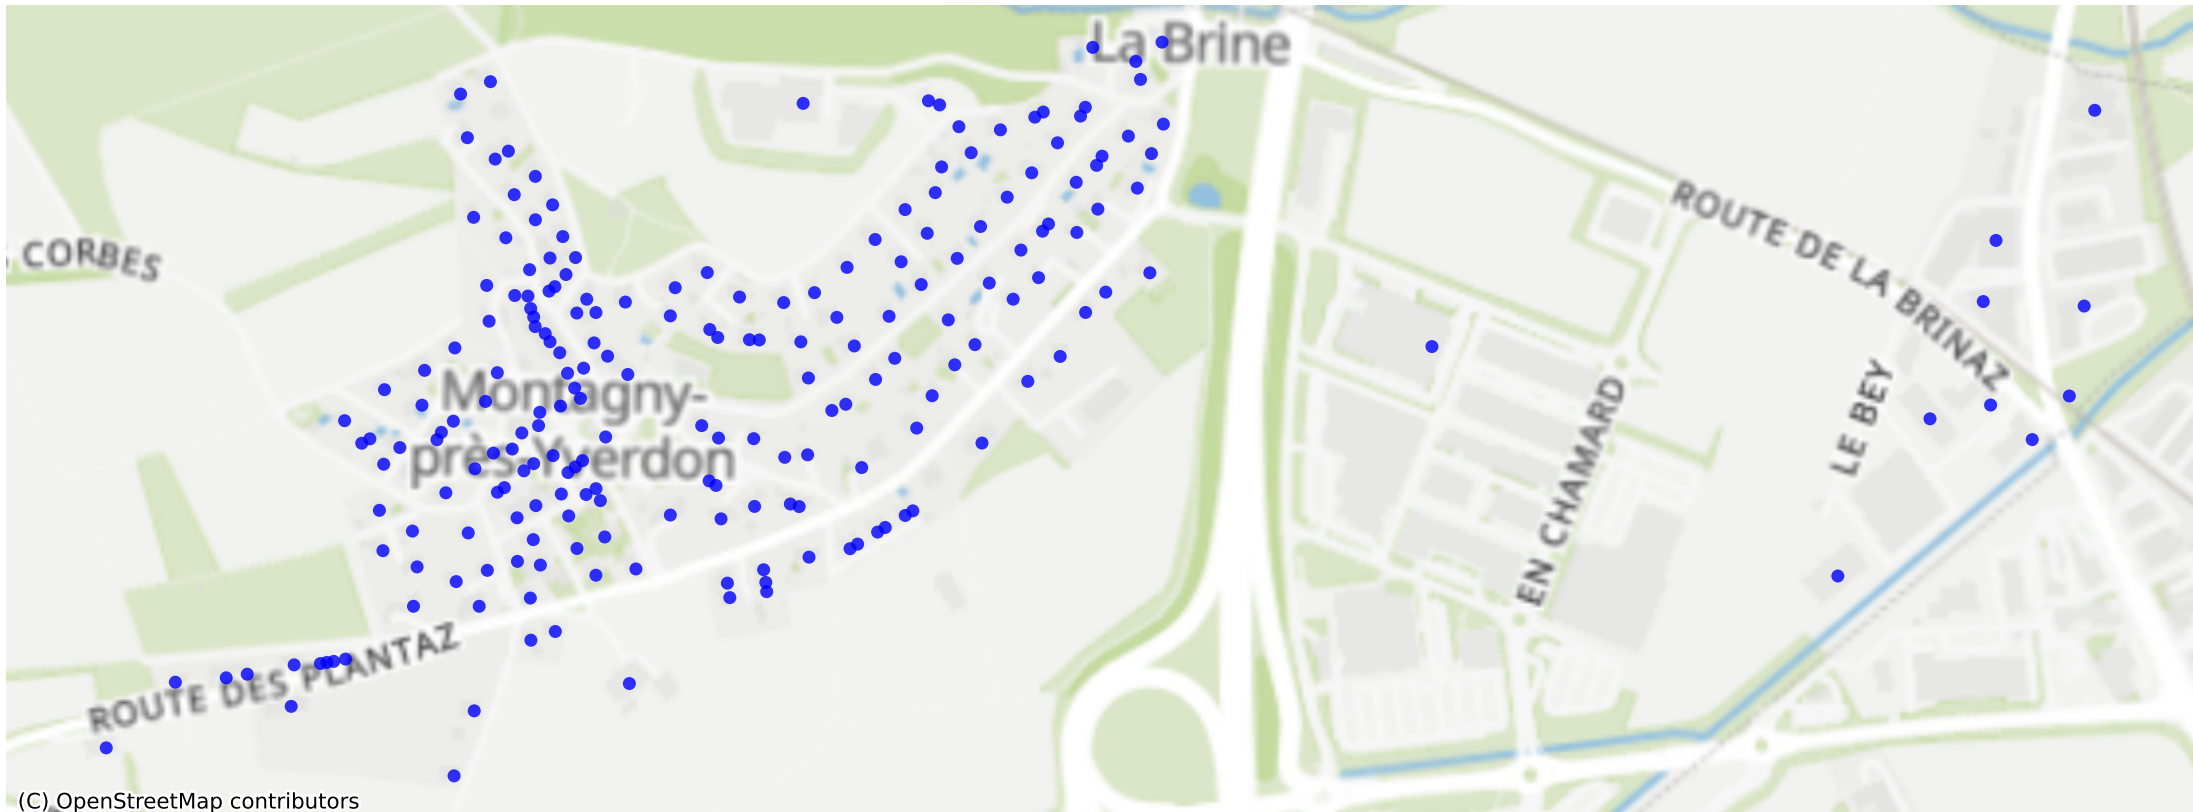 La Brine
S CORBES
ROUTE DE LA BRINAZ
LE BEY
Montagny-
près-Yverdon
EN CHAMARD
ROUTE DES PLANTAZ
(C) OpenStreetMap contributors